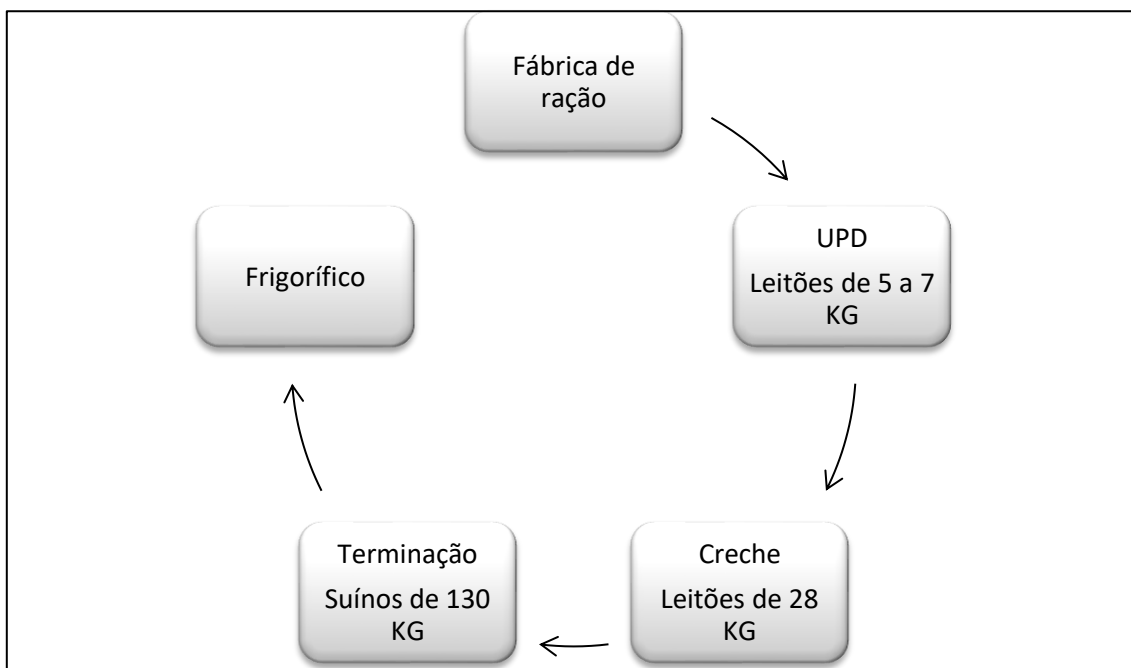 Fábrica de
ração
UPD
Leitões de 5 a 7
KG
Creche
Leitões de 28
KG
Terminação
Suínos de 130
KG
Frigorífico